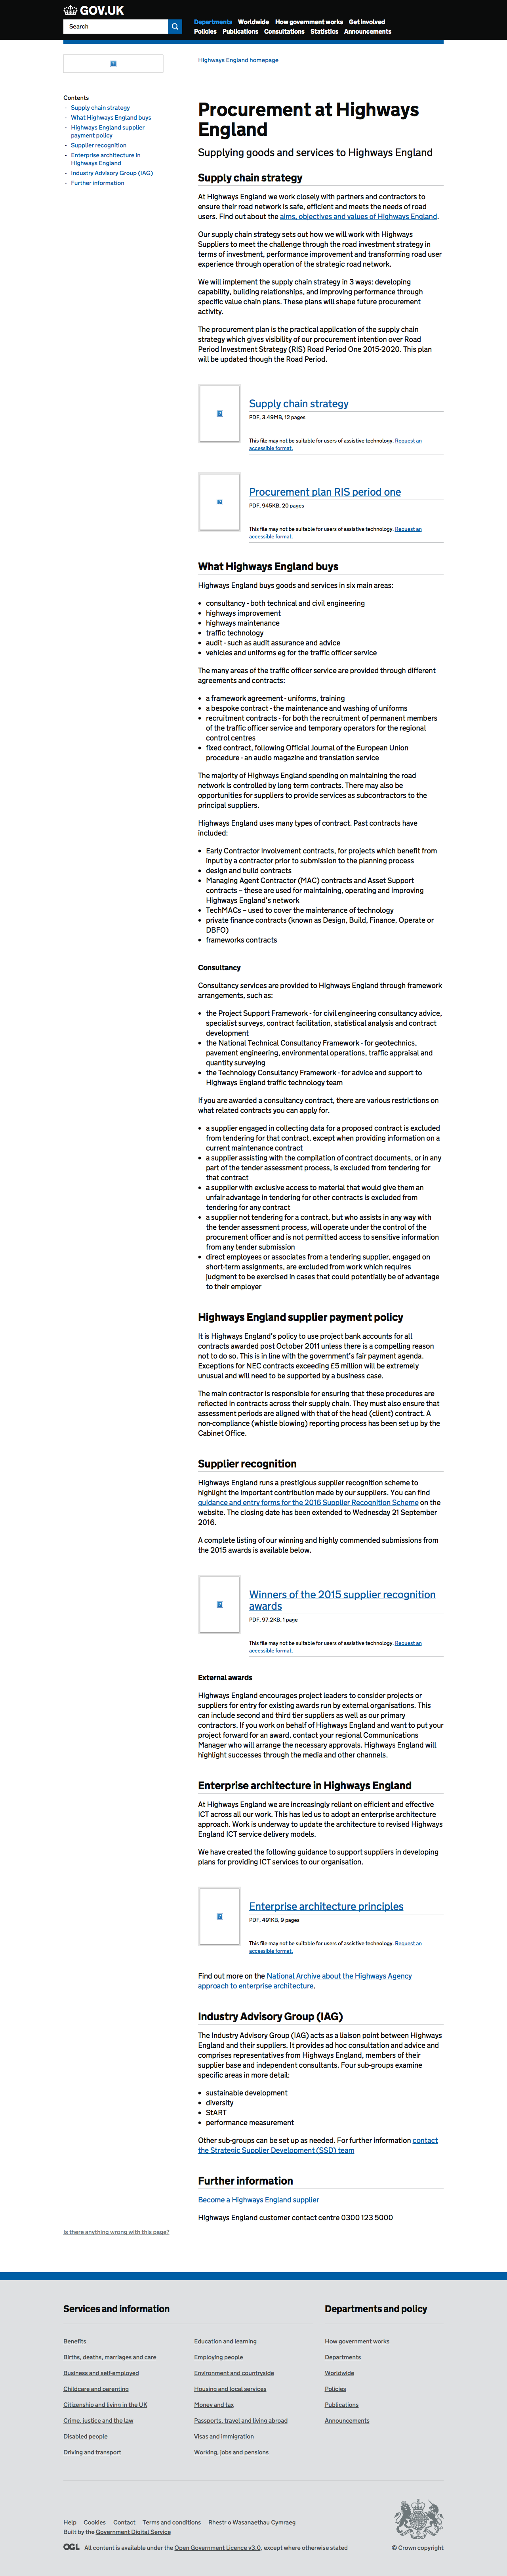 GOV.UK
Search
Departments Worldwide How government works Get involved
Policies Publications Consultations Statistics Announcements
Highways England homepage
Contents
- Supply chain strategy
- What Highways England buys
- Highways England supplier
payment policy
- Supplier recognition
- Enterprise architecture in
Highways England
- Industry Advisory Group (IAG)
- Further information
Procurement at Highways
England
Supplying goods and services to Highways England
Supply chain strategy
At Highways England we work closely with partners and contractors to
ensure their road network is safe, efficient and meets the needs of road
users. Find out about the aims, objectives and values of Highways England.
Our supply chain strategy sets out how we will work with Highways
Suppliers to meet the challenge through the road investment strategy in
terms of investment, performance improvement and transforming road user
experience through operation of the strategic road network.
We will implement the supply chain strategy in 3 ways: developing
capability, building relationships, and improving performance through
specific value chain plans. These plans will shape future procurement
activity.
The procurement plan is the practical application of the supply chain
strategy which gives visibility of our procurement intention over Road
Period Investment Strategy (RIS) Road Period One 2015-2020. This plan
will be updated though the Road Period.
Supply chain strategy
PDF, 3.49MB, 12 pages
This file may not be suitable for users of assistive technology. Request an
accessible format.
Procurement plan RIS period one
PDF, 945KB, 20 pages
This file may not be suitable for users of assistive technology. Request an
accessible format.
What Highways England buys
Highways England buys goods and services in six main areas:
• consultancy - both technical and civil engineering
• highways improvement
• highways maintenance
• traffic technology
• audit - such as audit assurance and advice
• vehicles and uniforms eg for the traffic officer service
The many areas of the traffic officer service are provided through different
agreements and contracts:
• a framework agreement - uniforms, training
• a bespoke contract - the maintenance and washing of uniforms
• recruitment contracts - for both the recruitment of permanent members
of the traffic officer service and temporary operators for the regional
control centres
• fixed contract, following Official Journal of the European Union
procedure - an audio magazine and translation service
The majority of Highways England spending on maintaining the road
network is controlled by long term contracts. There may also be
opportunities for suppliers to provide services as subcontractors to the
principal suppliers.
Highways England uses many types of contract. Past contracts have
included:
• Early Contractor Involvement contracts, for projects which benefit from
input by a contractor prior to submission to the planning process
• design and build contracts
• Managing Agent Contractor (MAC) contracts and Asset Support
contracts – these are used for maintaining, operating and improving
Highways England's network
• TechMACs – used to cover the maintenance of technology
• private finance contracts (known as Design, Build, Finance, Operate or
DBFO)
• frameworks contracts
Consultancy
Consultancy services are provided to Highways England through framework
arrangements, such as:
• the Project Support Framework - for civil engineering consultancy advice,
specialist surveys, contract facilitation, statistical analysis and contract
development
• the National Technical Consultancy Framework - for geotechnics,
pavement engineering, environmental operations, traffic appraisal and
quantity surveying
• the Technology Consultancy Framework - for advice and support to
Highways England traffic technology team
If you are awarded a consultancy contract, there are various restrictions on
what related contracts you can apply for.
• a supplier engaged in collecting data for a proposed contract is excluded
from tendering for that contract, except when providing information on a
current maintenance contract
• a supplier assisting with the compilation of contract documents, or in any
part of the tender assessment process, is excluded from tendering for
that contract
• a supplier with exclusive access to material that would give them an
unfair advantage in tendering for other contracts is excluded from
tendering for any contract
• a supplier not tendering for a contract, but who assists in any way with
the tender assessment process, will operate under the control of the
procurement officer and is not permitted access to sensitive information
from any tender submission
• direct employees or associates from a tendering supplier, engaged on
short-term assignments, are excluded from work which requires
judgment to be exercised in cases that could potentially be of advantage
to their employer
Highways England supplier payment policy
It is Highways England's policy to use project bank accounts for all
contracts awarded post October 2011 unless there is a compelling reason
not to do so. This is in line with the government's fair payment agenda.
Exceptions for NEC contracts exceeding £5 million will be extremely
unusual and will need to be supported by a business case.
The main contractor is responsible for ensuring that these procedures are
reflected in contracts across their supply chain. They must also ensure that
assessment periods are aligned with that of the head (client) contract. A
non-compliance (whistle blowing) reporting process has been set up by the
Cabinet Office.
Supplier recognition
Highways England runs a prestigious supplier recognition scheme to
highlight the important contribution made by our suppliers. You can find
guidance and entry forms for the 2016 Supplier Recognition Scheme on the
website. The closing date has been extended to Wednesday 21 September
2016.
A complete listing of our winning and highly commended submissions from
the 2015 awards is available below.
Winners of the 2015 supplier recognition
awards
PDF, 97.2KB, 1 page
This file may not be suitable for users of assistive technology. Request an
accessible format.
External awards
Highways England encourages project leaders to consider projects or
suppliers for entry for existing awards run by external organisations. This
can include second and third tier suppliers as well as our primary
contractors. If you work on behalf of Highways England and want to put your
project forward for an award, contact your regional Communications
Manager who will arrange the necessary approvals. Highways England will
highlight successes through the media and other channels.
Enterprise architecture in Highways England
At Highways England we are increasingly reliant on efficient and effective
ICT across all our work. This has led us to adopt an enterprise architecture
approach. Work is underway to update the architecture to revised Highways
England ICT service delivery models.
We have created the following guidance to support suppliers in developing
plans for providing ICT services to our organisation.
Enterprise architecture principles
PDF, 491KB, 9 pages
This file may not be suitable for users of assistive technology. Request an
accessible format.
Find out more on the National Archive about the Highways Agency
approach to enterprise architecture.
Industry Advisory Group (IAG)
The Industry Advisory Group (IAG) acts as a liaison point between Highways
England and their suppliers. It provides ad hoc consultation and advice and
comprises representatives from Highways England, members of their
supplier base and independent consultants. Four sub-groups examine
specific areas in more detail:
• sustainable development
• diversity
• StART
• performance measurement
Other sub-groups can be set up as needed. For further information contact
the Strategic Supplier Development (SSD) team
Further information
Become a Highways England supplier
Highways England customer contact centre 0300 123 5000
Is there anything wrong with this page?
Services and information
Benefits
Births, deaths, marriages and care
Business and self-employed
Childcare and parenting
Citizenship and living in the UK
Crime, justice and the law
Disabled people
Driving and transport
Education and learning
Employing people
Environment and countryside
Housing and local services
Money and tax
Passports, travel and living abroad
Visas and immigration
Working, jobs and pensions
Departments and policy
How government works
Departments
Worldwide
Policies
Publications
Announcements
Help Cookies Contact Terms and conditions Rhestr o Wasanaethau Cymraeg
Built by the Government Digital Service
OGL All content is available under the Open Government Licence v3.0, except where otherwise stated
© Crown copyright